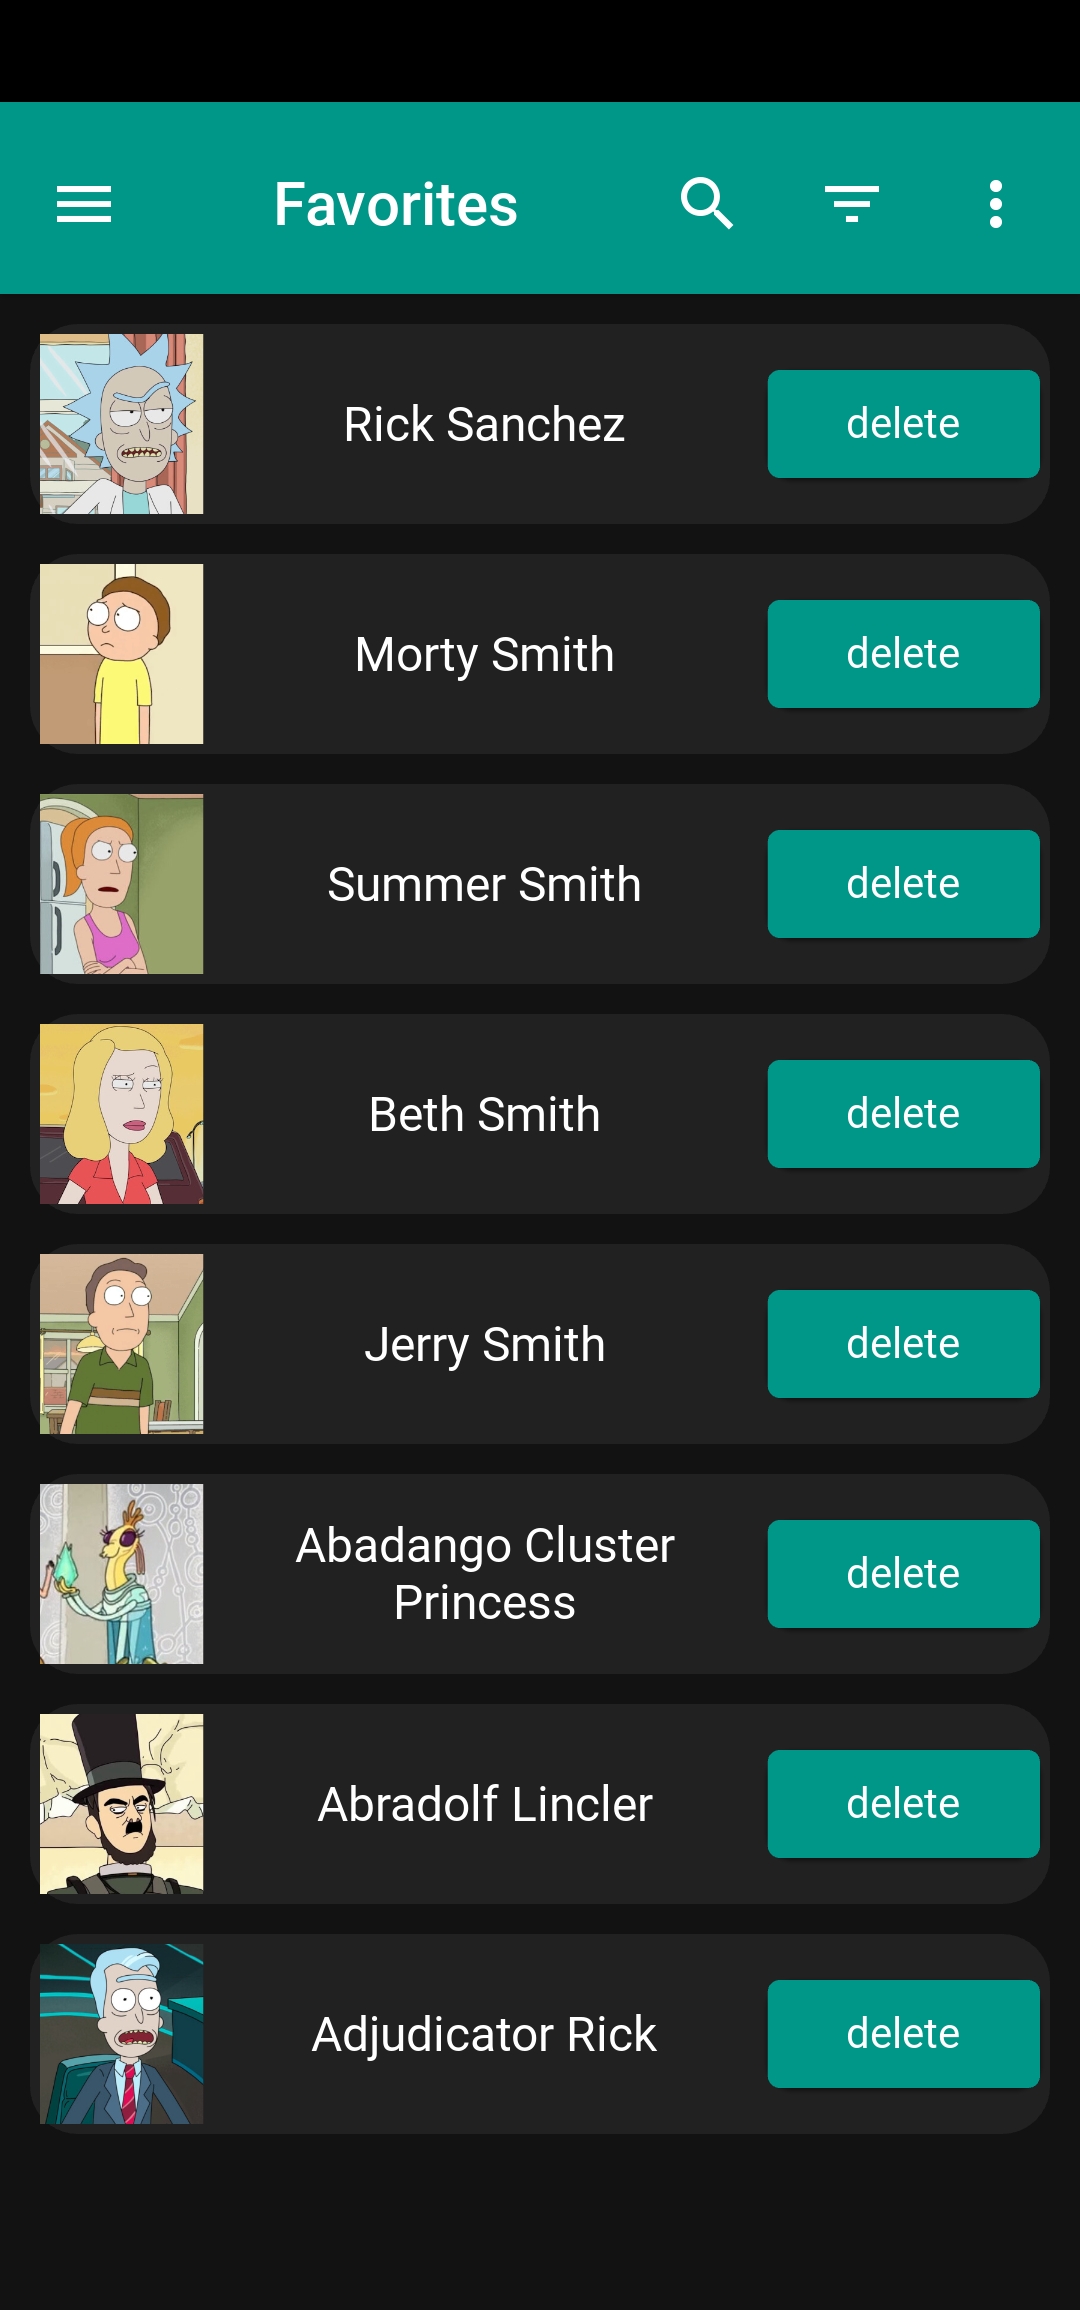 Favorites
Rick Sanchez
delete
Morty Smith
delete
Summer Smith
delete
Beth Smith
delete
Jerry Smith
delete
Abadango Cluster
Princess
delete
Abradolf Lincler
delete
Adjudicator Rick
delete